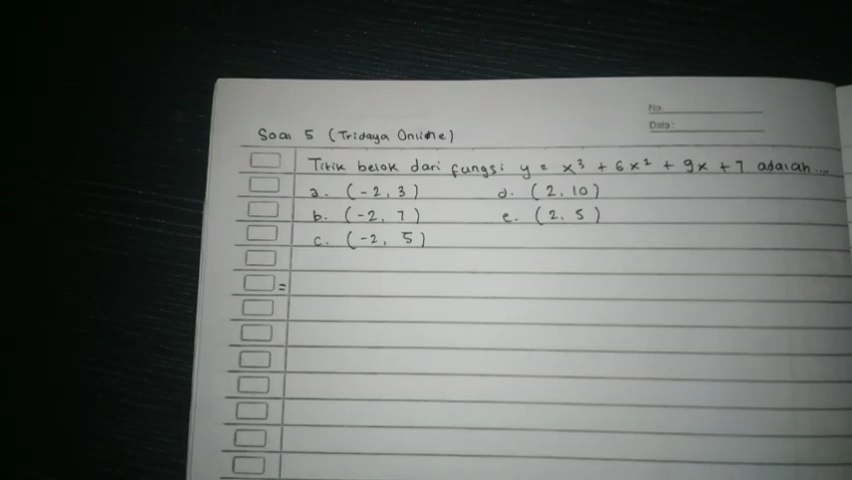 No.
Date:
Soal 5 (Tridaya Online)
Titik belok dari fungsi y = x³ + 6x² + 9x + 7 adalah....
a. (-2, 3) d. (2, 10)
b. (-2, 7) e. (2, 5)
c. (-2, 5)
=